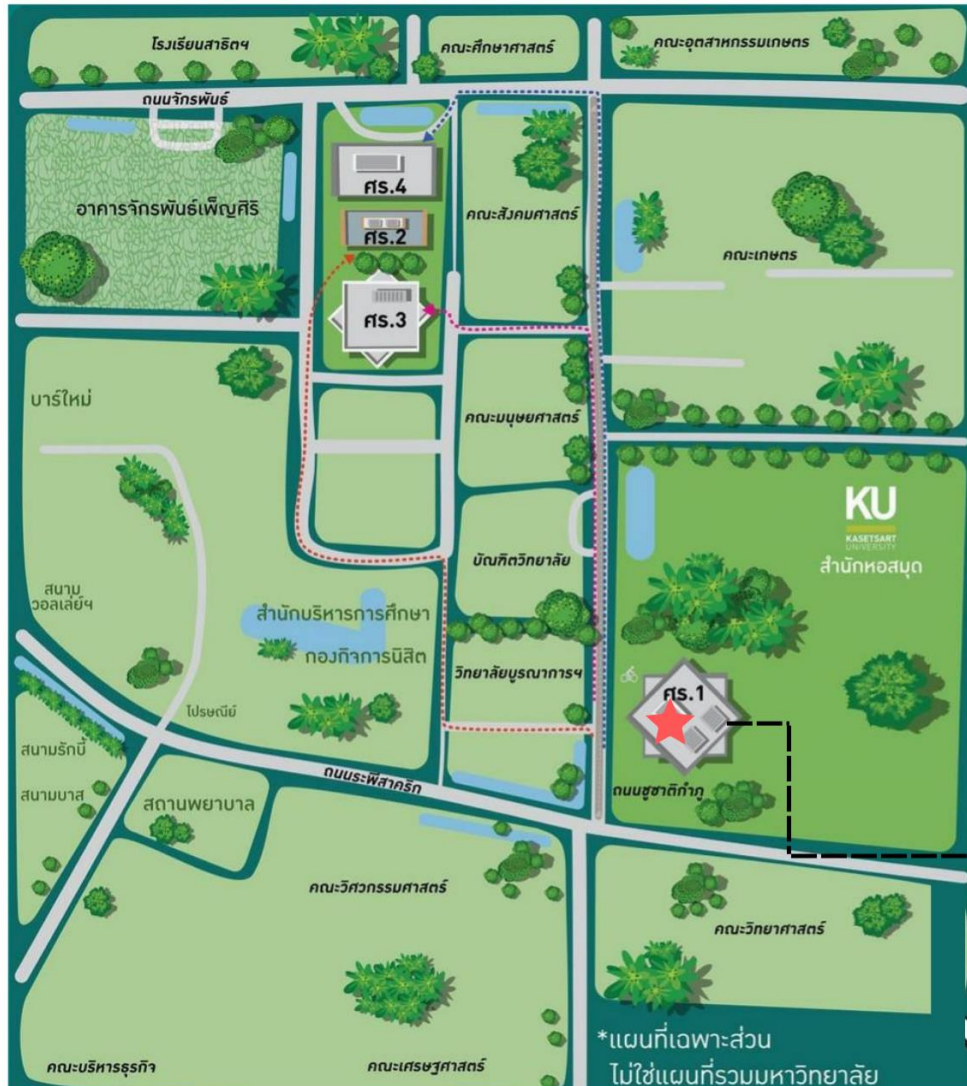 โรงเรียนสาธิตฯ
คณะศึกษาศาสตร์
คณะอุตสาหกรรมเกษตร
ถนนจักรพันธ์
ศร.4
อาคารจักรพันธ์เพ็ญศิริ
คณะสังคมศาสตร์
ศร.2
คณะเกษตร
ศร.3
บาร์ใหม่
คณะมนุษยศาสตร์
KU
KASETSART
UNIVERSITY
สำนักหอสมุด
บัณฑิตวิทยาลัย
สนาม
วอลเล่ย์ฯ
สำนักบริหารการศึกษา
กองกิจการนิสิต
วิทยาลัยบูรณาการฯ
ศร.1
ไปรษณีย์
สนามรักบี้
ถนนระพีสาคริก
ถนนชูชาติกำภู
สนามบาส
สถานพยาบาล
คณะวิศวกรรมศาสตร์
คณะวิทยาศาสตร์
*แผนที่เฉพาะส่วน
ไม่ใช่แผนที่รวมมหาวิทยาลัย
คณะบริหารธุรกิจ
คณะเศรษฐศาสตร์